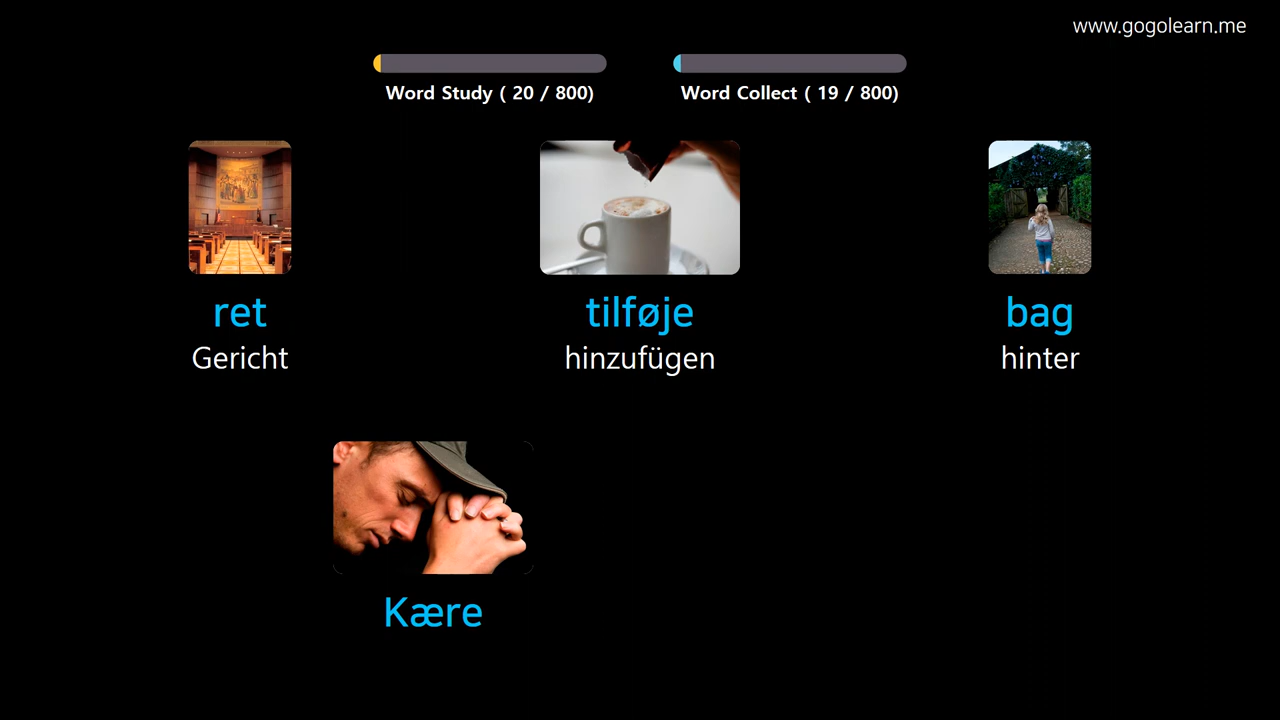 www.gogolearn.me
Word Study ( 20 / 800)
Word Collect ( 19 / 800)
ret
tilføje
bag
Gericht
hinzufügen
hinter
Kære